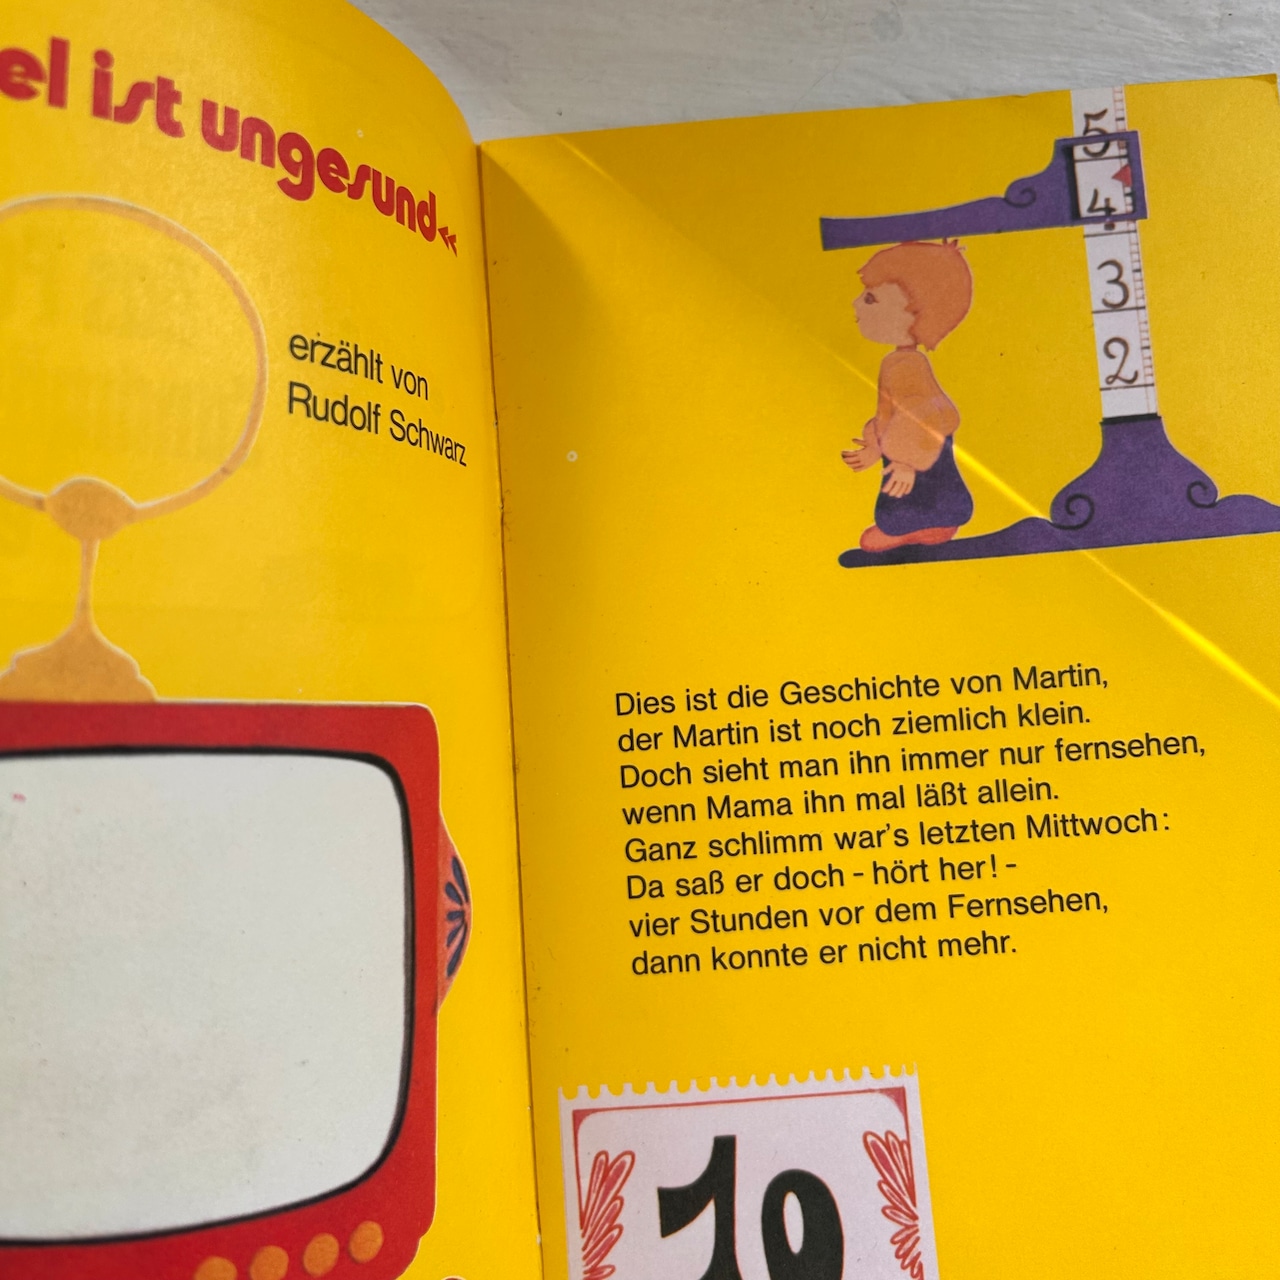 el ist ungesund«
erzählt von
Rudolf Schwarz
5
4
3
2
Dies ist die Geschichte von Martin,
der Martin ist noch ziemlich klein.
Doch sieht man ihn immer nur fernsehen,
wenn Mama ihn mal läßt allein.
Ganz schlimm war's letzten Mittwoch:
Da saß er doch - hört her! -
vier Stunden vor dem Fernsehen,
dann konnte er nicht mehr.
10